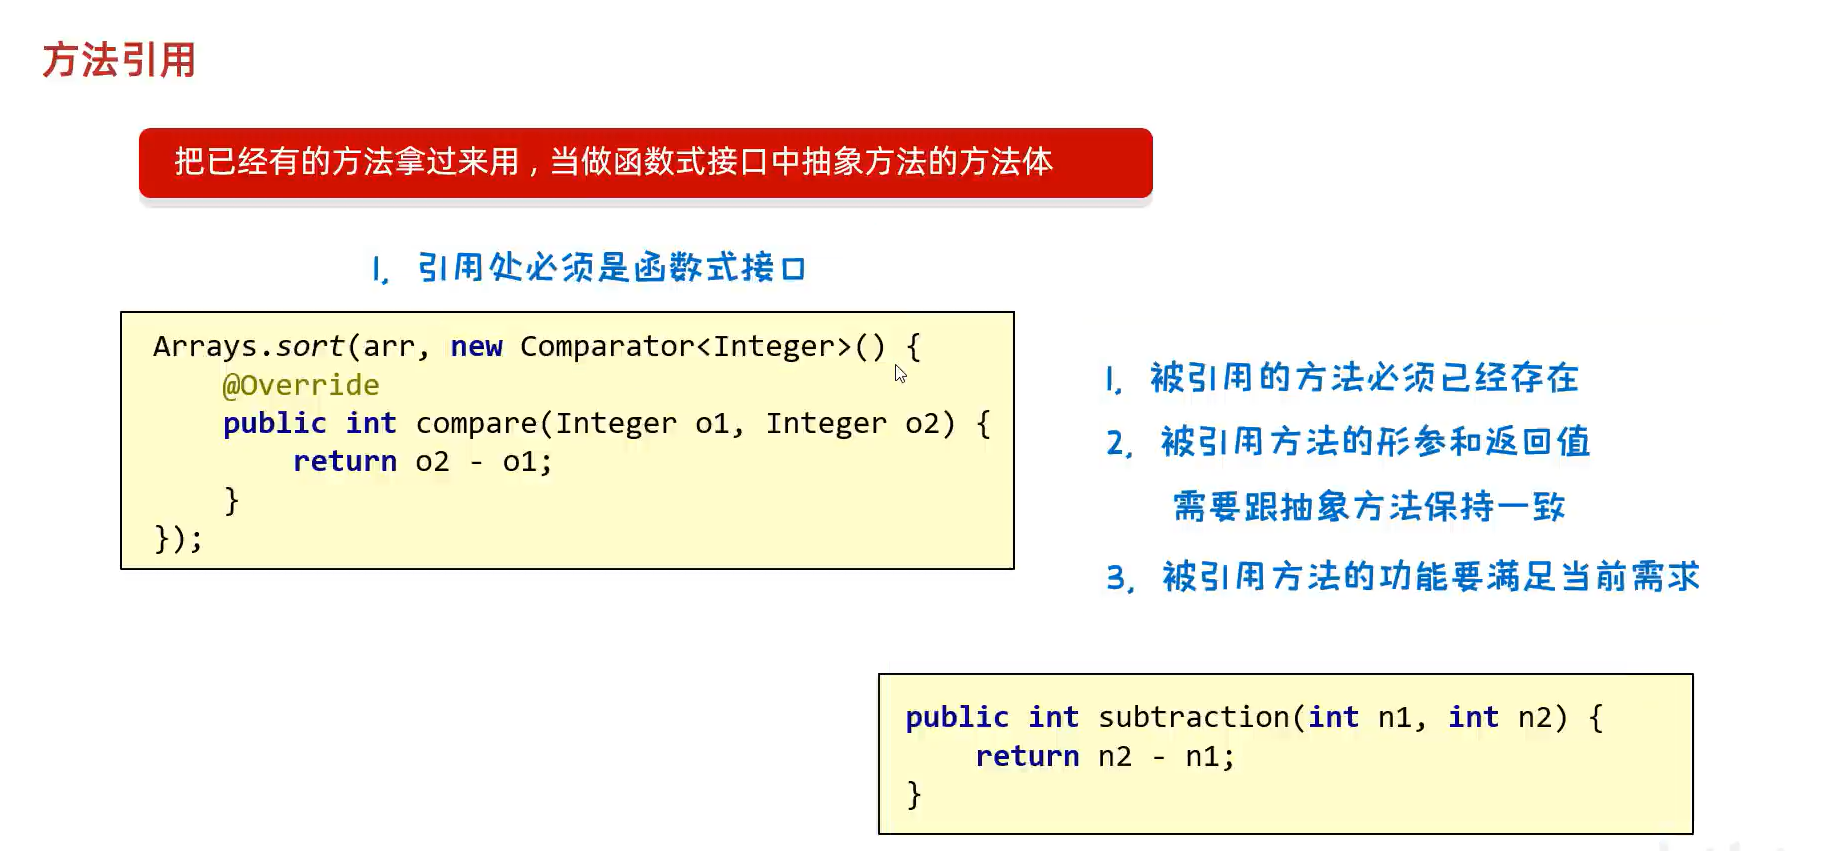 方法引用
把已经有的方法拿过来用，当做函数式接口中抽象方法的方法体
1，引用处必须是函数式接口
Arrays.sort(arr, new Comparator<Integer>() {
    @Override
    public int compare(Integer o1, Integer o2) {
        return o2 - o1;
    }
});
1，被引用的方法必须已经存在
2，被引用方法的形参和返回值
需要跟抽象方法保持一致
3，被引用方法的功能要满足当前需求
public int subtraction(int n1, int n2) {
    return n2 - n1;
}